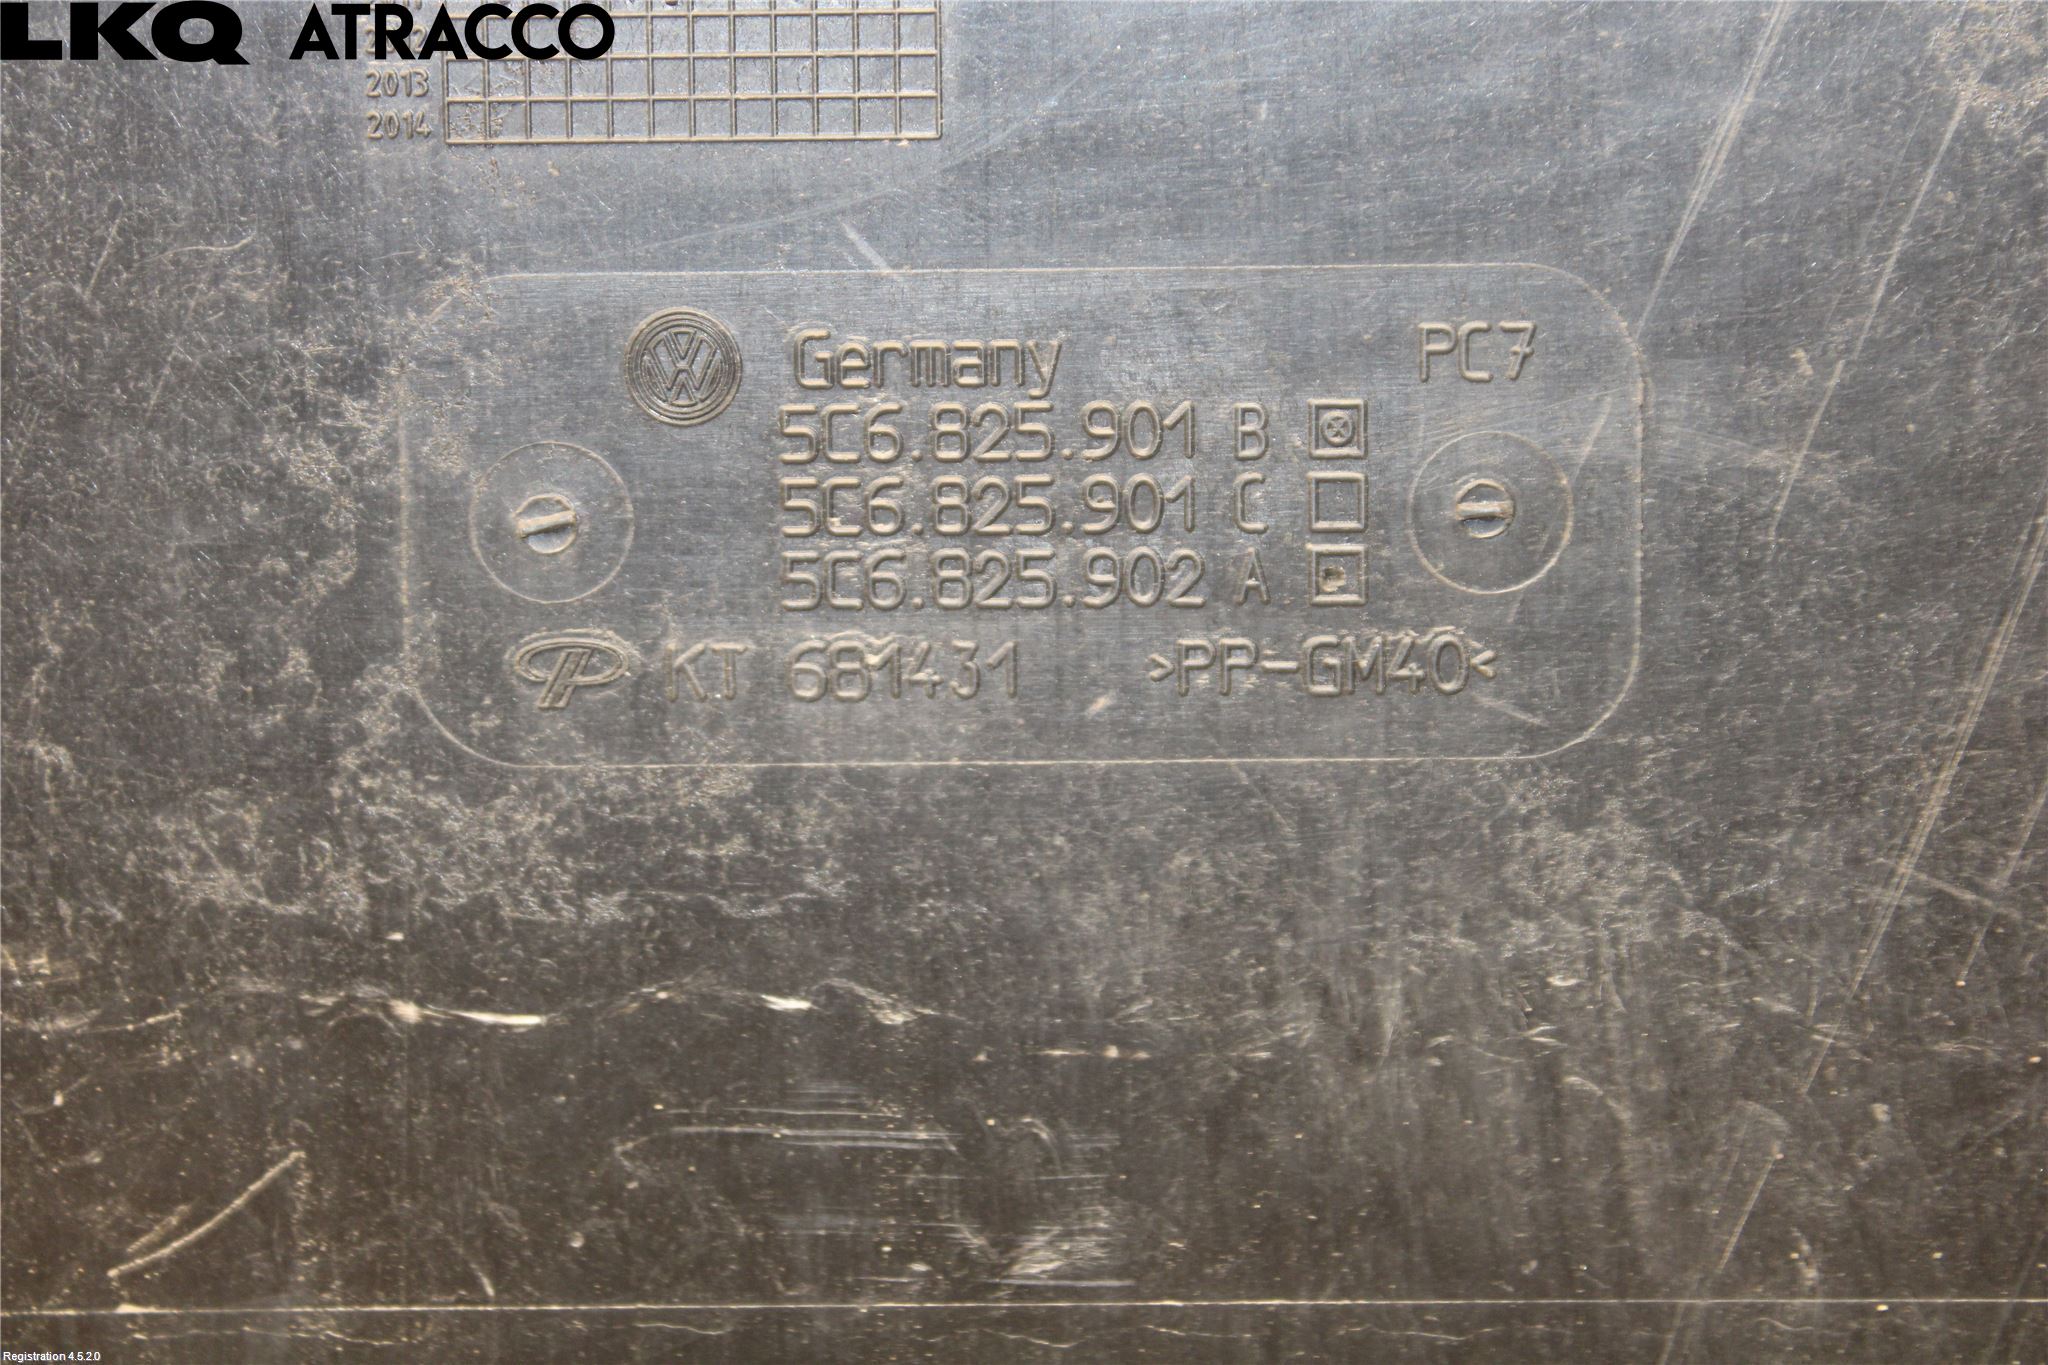 LKQ ATRACCO
2013
2014
Germany
PC7
5C6.825.901 B
5C6.825.901 C
5C6.825.902 A
KT 681431 >PP-GM40<
Registration 4.5.2.0